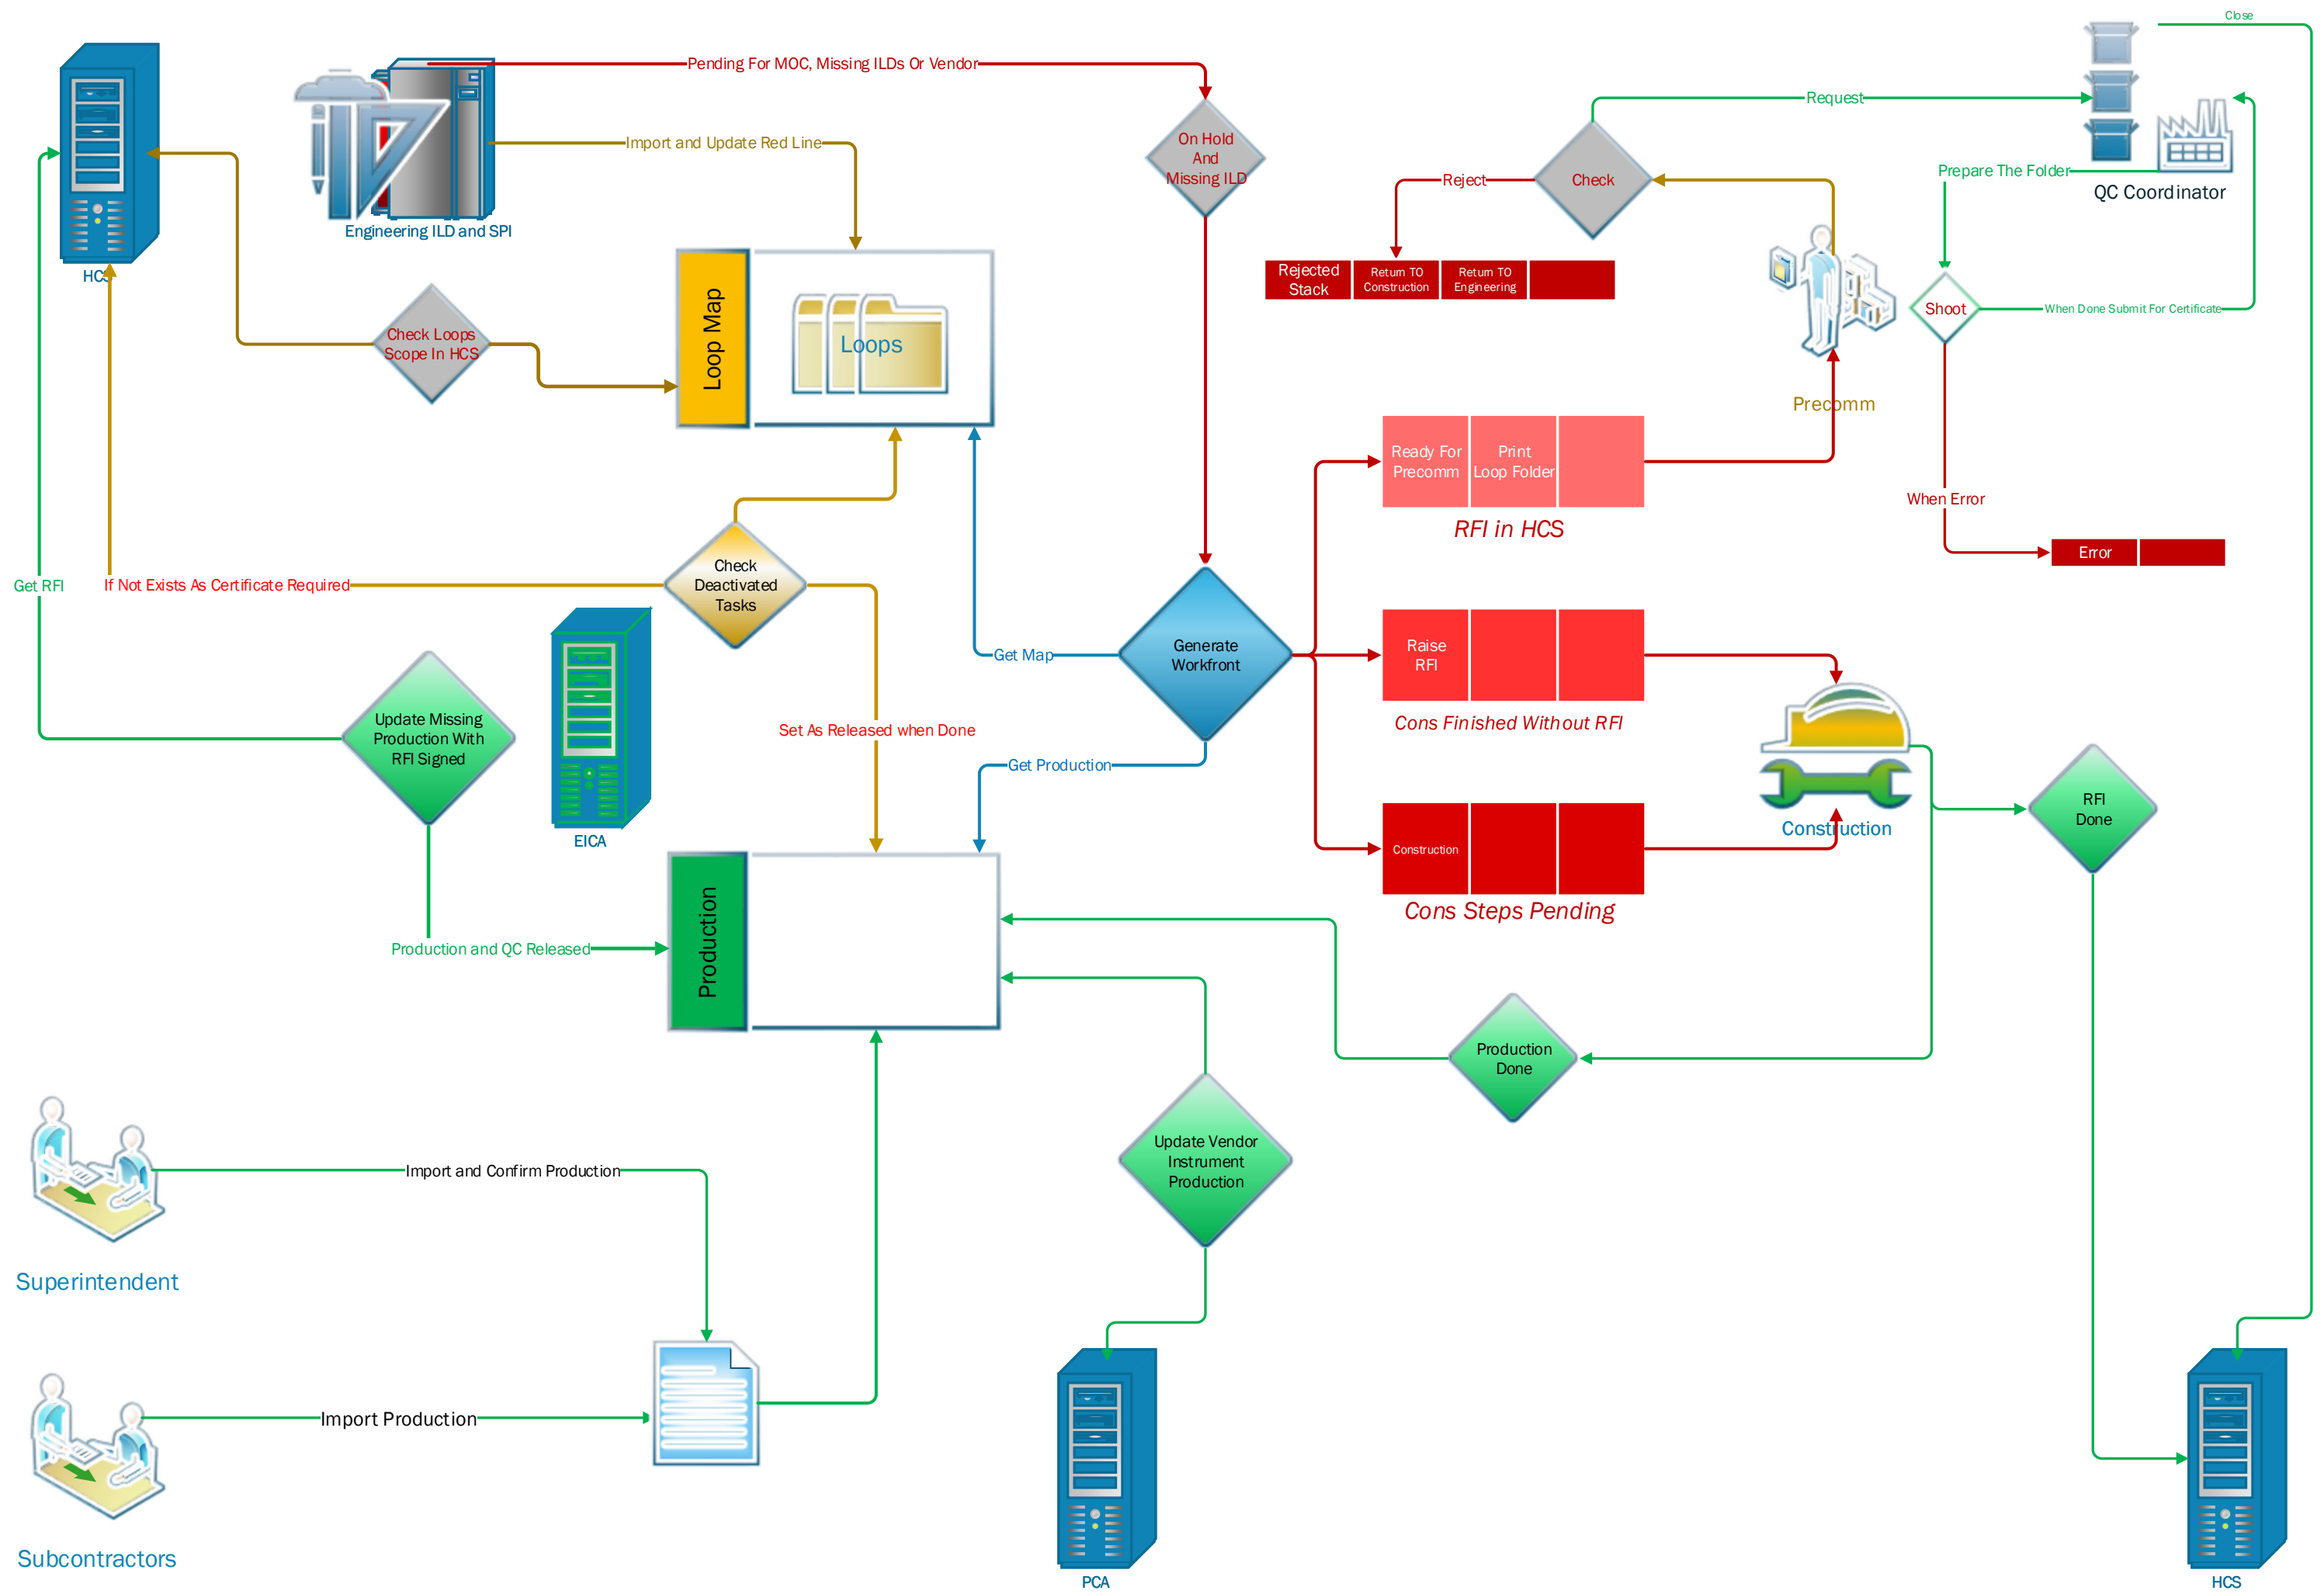 Close
Pending For MOC, Missing ILDs Or Vendor
Request
On Hold
And
Missing ILD
Import and Update Red Line
Reject
Check
Prepare The Folder
QC Coordinator
Engineering ILD and SPI
HCS
Rejected
Stack
Return TO
Construction
Return TO
Engineering
Shoot
When Done Submit For Certificate
Check Loops
Scope In HCS
Loop Map
Loops
Precomm
Ready For
Precomm
Print
Loop Folder
RFI in HCS
When Error
Error
Check
Deactivated
Tasks
Get RFI
If Not Exists As Certificate Required
Get Map
Generate
Workfront
Raise
RFI
Cons Finished Without RFI
Update Missing
Production With
RFI Signed
Set As Released when Done
Get Production
EICA
Construction
Construction
RFI
Done
Cons Steps Pending
Production and QC Released
Production
Production
Done
Update Vendor
Instrument
Production
Import and Confirm Production
Superintendent
Import Production
Subcontractors
PCA
HCS